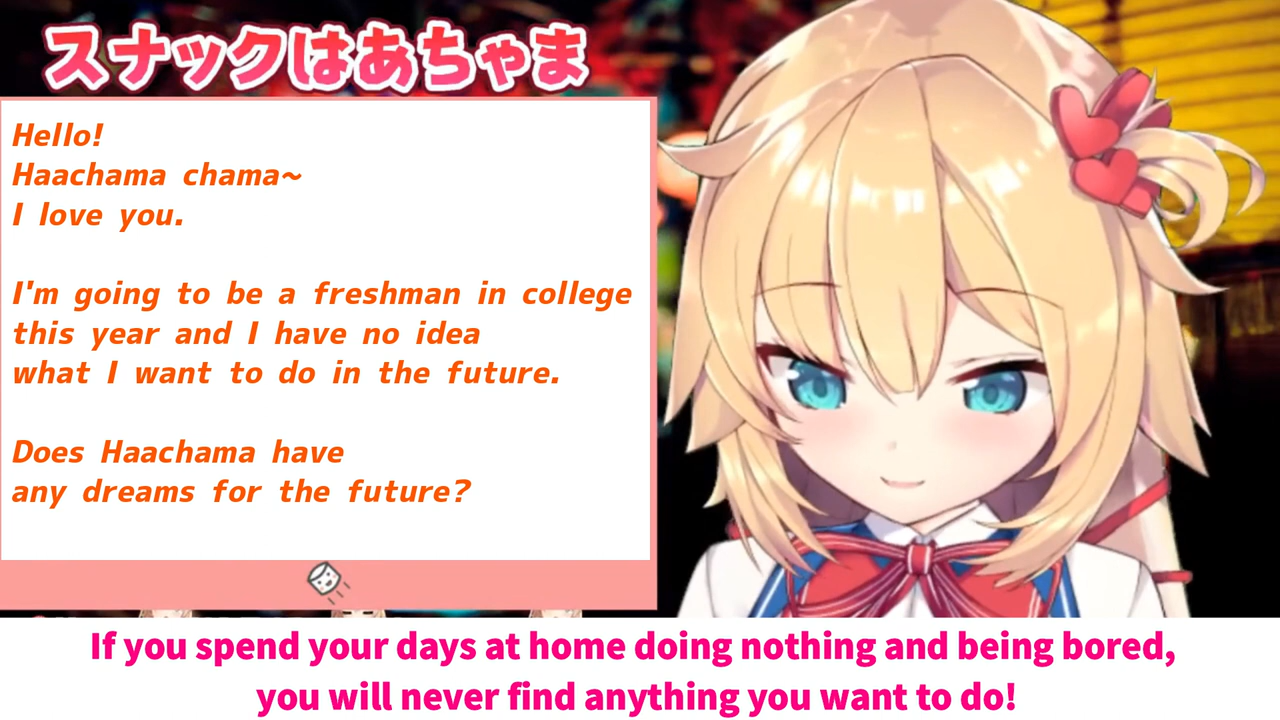 スナックはあちゃま
Hello!
Haachama chama~
I love you.
I'm going to be a freshman in college
this year and I have no idea
what I want to do in the future.
Does Haachama have
any dreams for the future?
If you spend your days at home doing nothing and being bored,
you will never find anything you want to do!